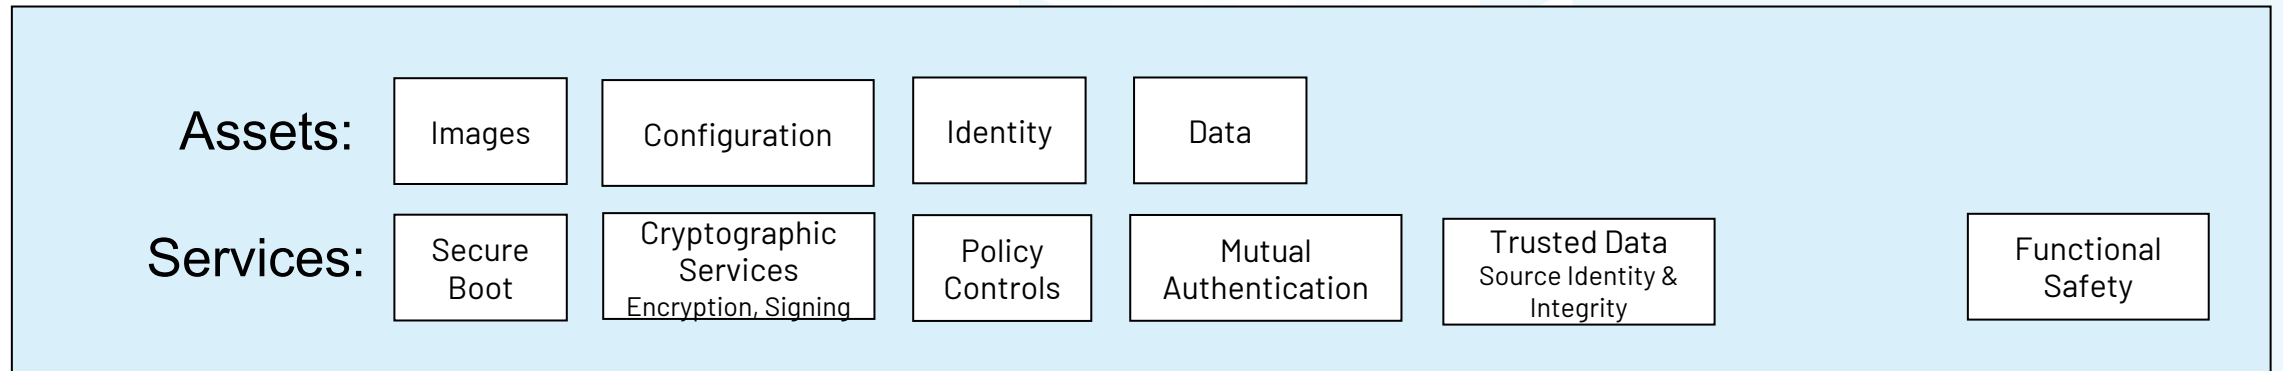 Assets:
Images
Configuration
Identity
Data
Services:
Secure
Boot
Cryptographic
Services
Encryption, Signing
Policy
Controls
Mutual
Authentication
Trusted Data
Source Identity &
Integrity
Functional
Safety